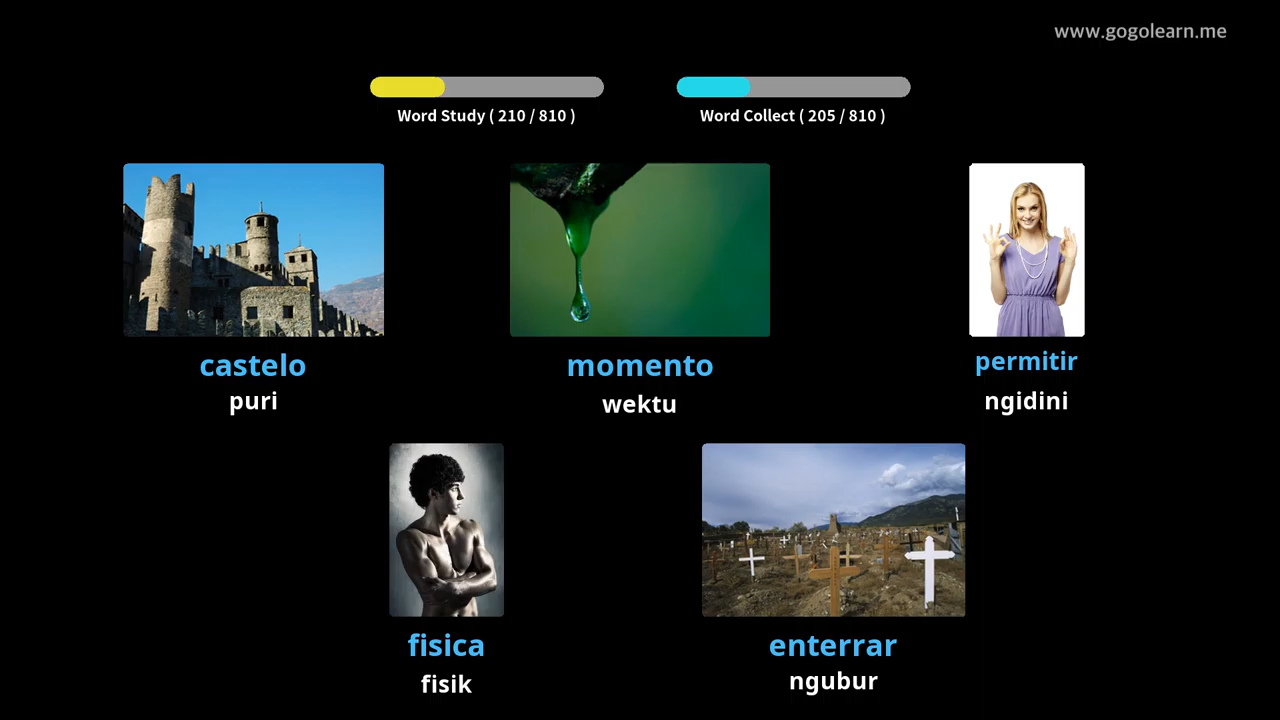 www.gogolearn.me
Word Study ( 210 / 810 )
Word Collect ( 205 / 810 )
castelo
puri
momento
wektu
permitir
ngidini
fisica
fisik
enterrar
ngubur